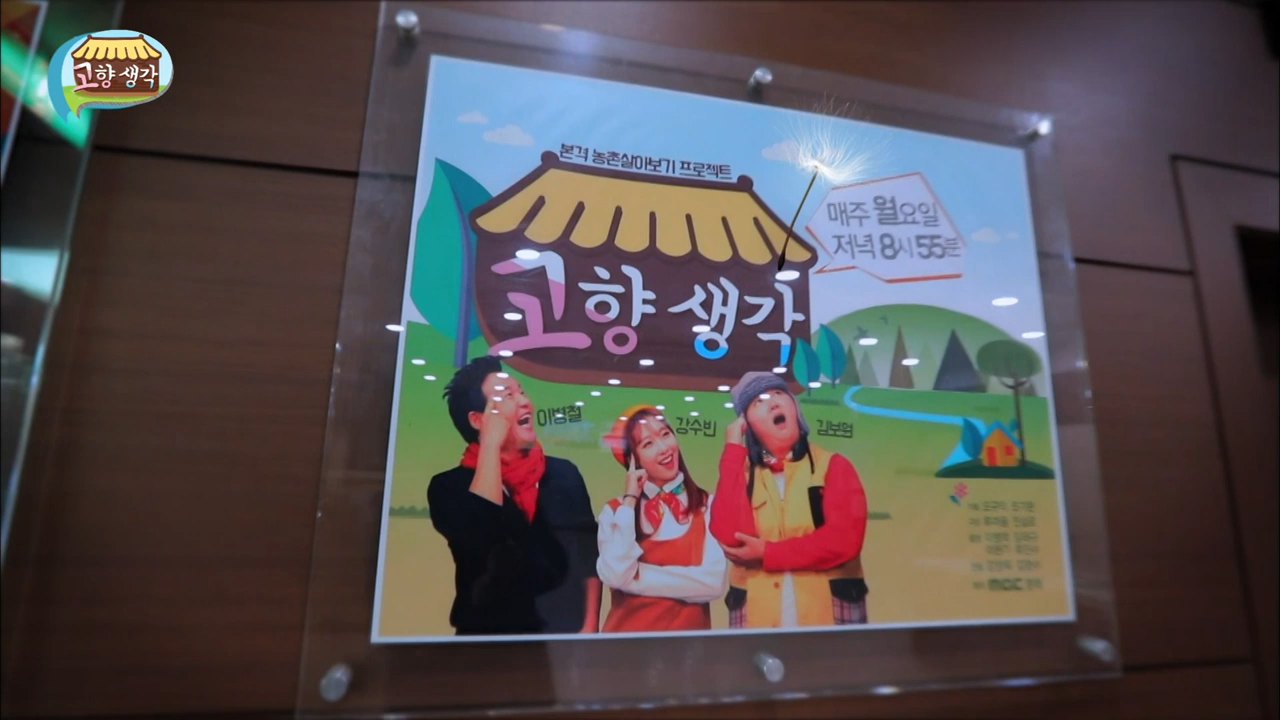 고향 생각
본격 농촌살아보기 프로젝트
매주 월요일
저녁 8시 55분
고향 생각
이병철
강수빈
김보원
MBC